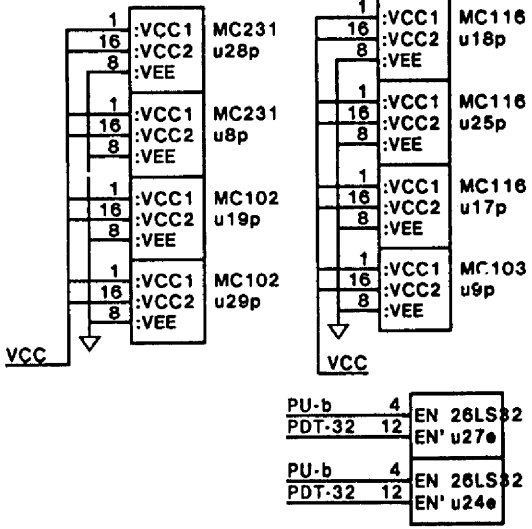 1 :VCC1 MC231
16 :VCC2 u28p
8 :VEE
1 :VCC1 MC231
16 :VCC2 u8p
8 :VEE
1 :VCC1 MC102
16 :VCC2 u19p
8 :VEE
1 :VCC1 MC102
16 :VCC2 u29p
8 :VEE
VCC
1 :VCC1 MC116
16 :VCC2 u18p
8 :VEE
1 :VCC1 MC116
16 :VCC2 u25p
8 :VEE
1 :VCC1 MC116
16 :VCC2 u17p
8 :VEE
1 :VCC1 MC103
16 :VCC2 u9p
8 :VEE
VCC
PU-b 4 EN 26LS32
PDT-32 12 EN' u27e
PU-b 4 EN 26LS32
PDT-32 12 EN' u24e